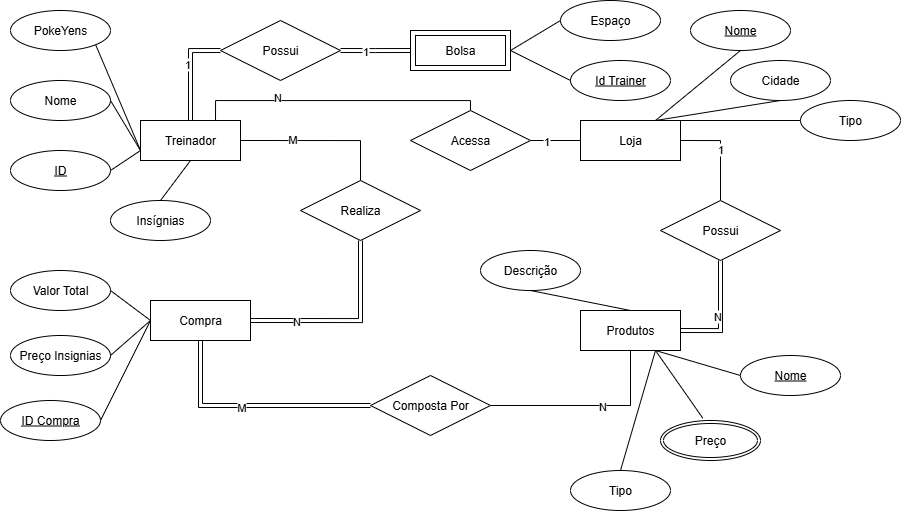 PokeYens
Possui
Bolsa
Espaço
Nome
1
1
Id Trainer
Cidade
Nome
N
Tipo
Treinador
M
Acessa
1
Loja
1
ID
Insígnias
Realiza
Possui
Descrição
Valor Total
Compra
N
N
Produtos
Preço Insignias
Nome
ID Compra
M
Composta Por
N
Preço
Tipo